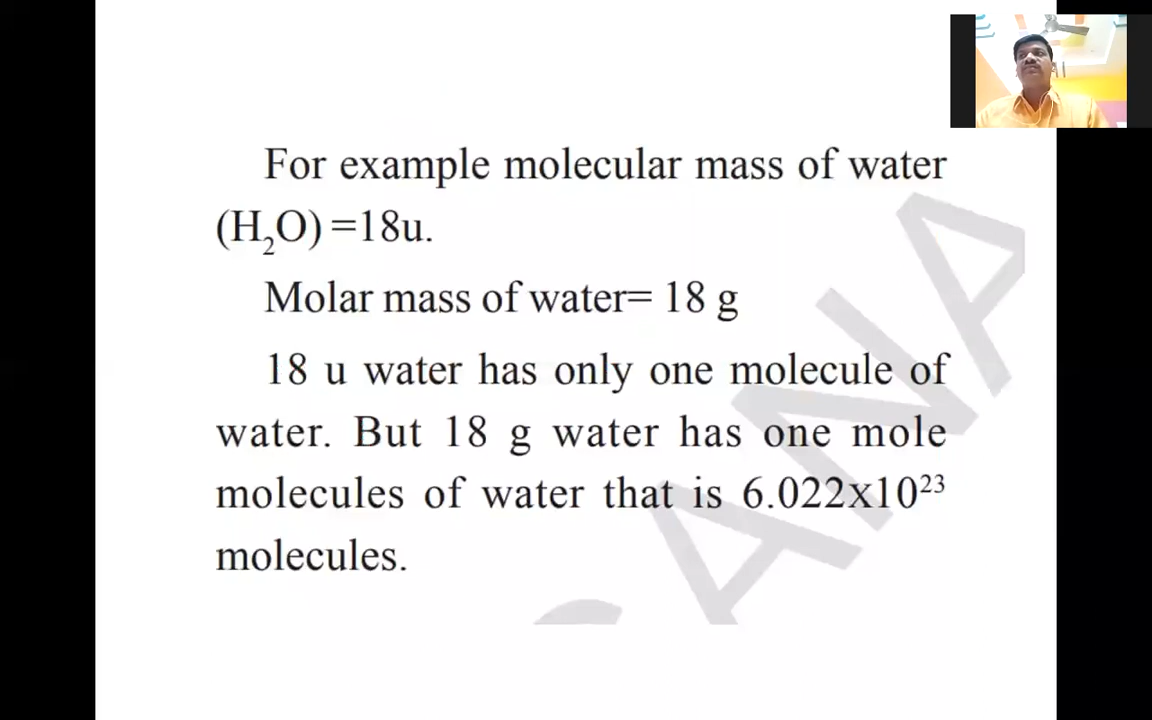 For example molecular mass of water
(H₂O) =18u.
Molar mass of water= 18 g
18 u water has only one molecule of
water. But 18 g water has one mole
molecules of water that is 6.022x10²³
molecules.
ANA